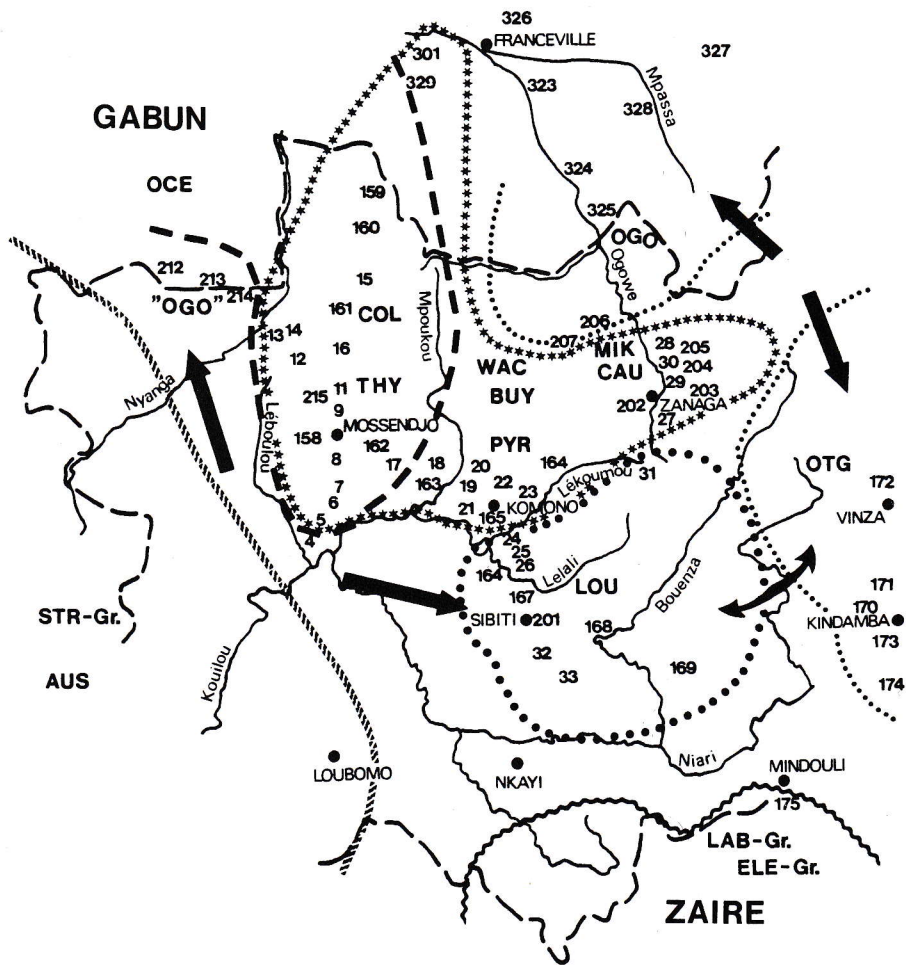 326
FRANCEVILLE
327
301
329
323
Mpassa
328
GABUN
OCE
159
324
160
325
OGO
Ogowe
212
213
"OGO"
214
15
161
COL
Mpoukou
206
207
13
14
12
16
WAC
MIK
28
205
CAU
30
204
THY
BUY
29
203
Nyanga
Léboulou
215
11
9
202
ZANAGA
27
MOSSENDJO
158
162
PYR
8
17
18
20
164
Lékoumou
31
OTG
163
19
22
23
172
7
6
21
165
KOMONO
VINZA
5
4
24
25
26
Lelali
164
Bouenza
LOU
171
167
170
STR-Gr.
SIBITI
201
168
KINDAMBA
173
32
Kouilou
AUS
33
169
174
Niari
LOUBOMO
NKAYI
MINDOULI
175
LAB-Gr.
ELE-Gr.
ZAIRE